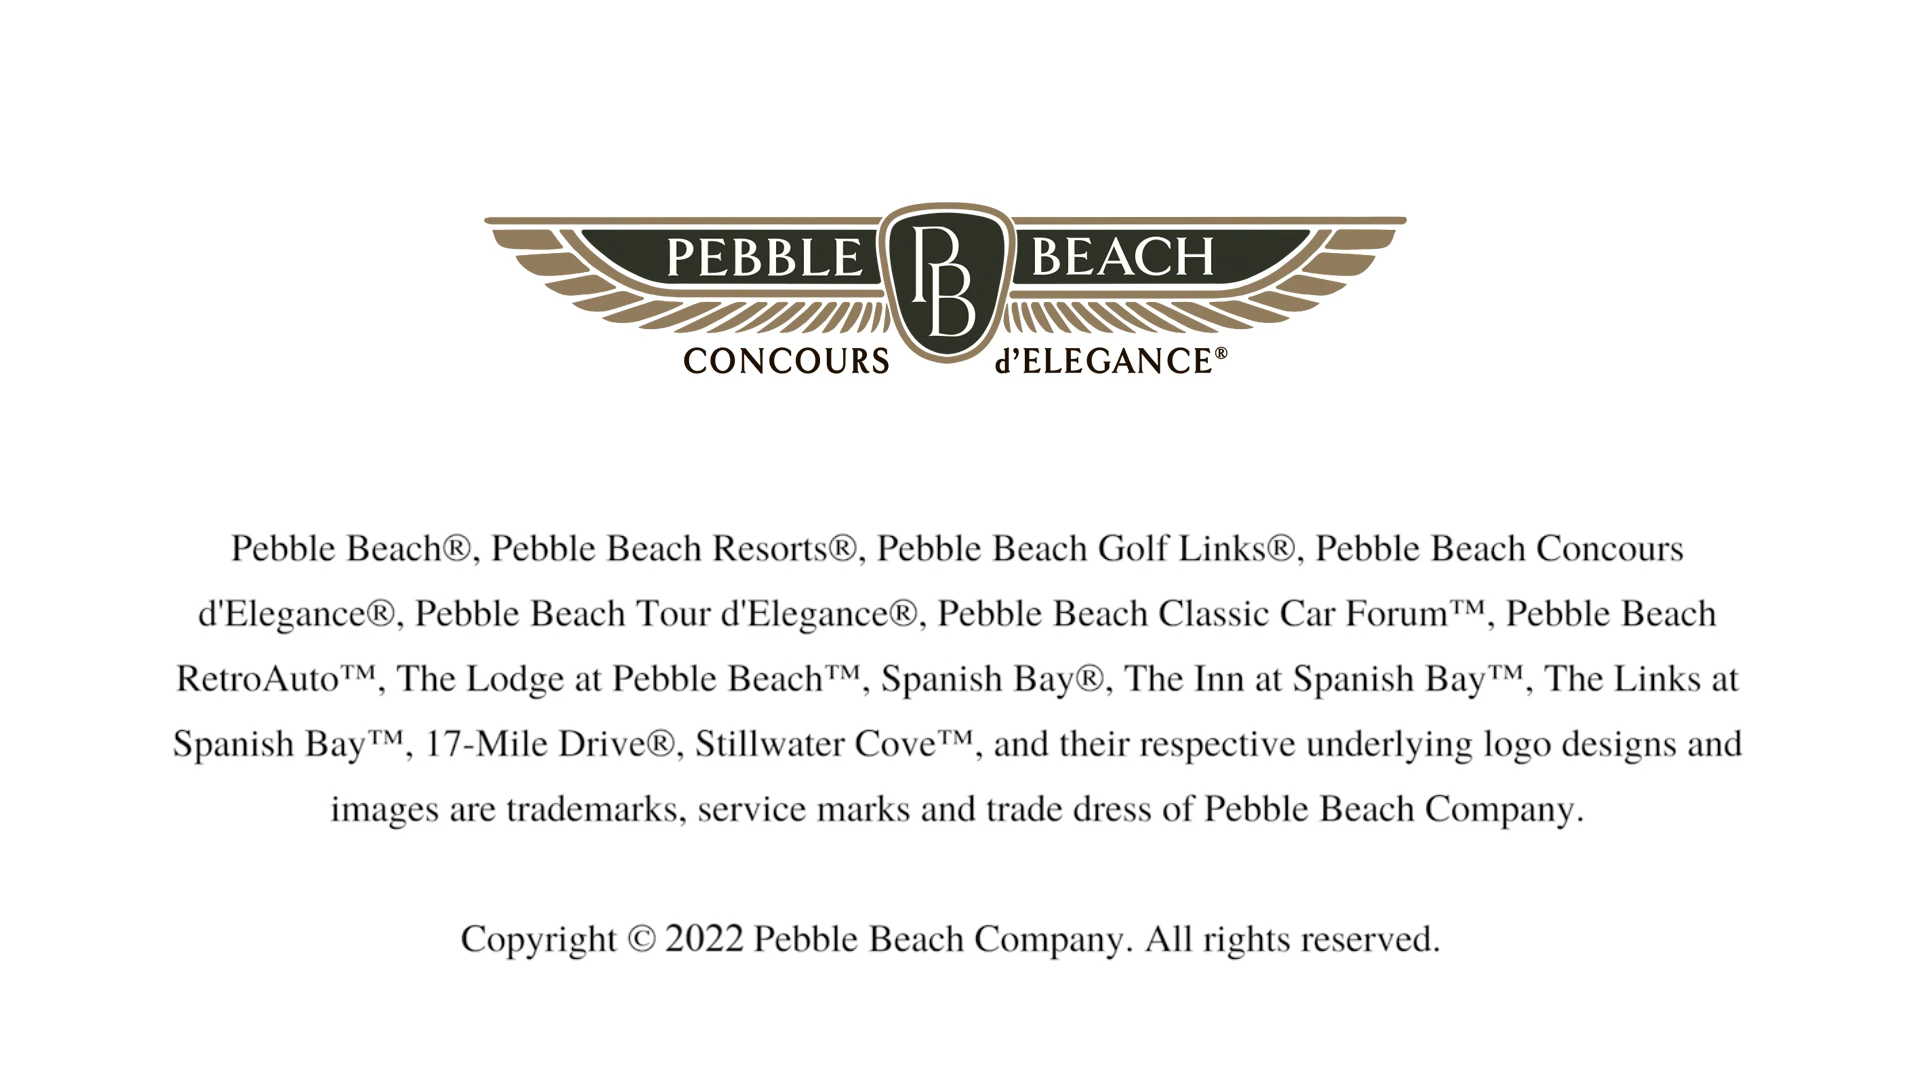 PEBBLE PB BEACH
CONCOURS d’ELEGANCE®
Pebble Beach®, Pebble Beach Resorts®, Pebble Beach Golf Links®, Pebble Beach Concours
d'Elegance®, Pebble Beach Tour d'Elegance®, Pebble Beach Classic Car Forum™, Pebble Beach
RetroAuto™, The Lodge at Pebble Beach™, Spanish Bay®, The Inn at Spanish Bay™, The Links at
Spanish Bay™, 17-Mile Drive®, Stillwater Cove™, and their respective underlying logo designs and
images are trademarks, service marks and trade dress of Pebble Beach Company.
Copyright © 2022 Pebble Beach Company. All rights reserved.